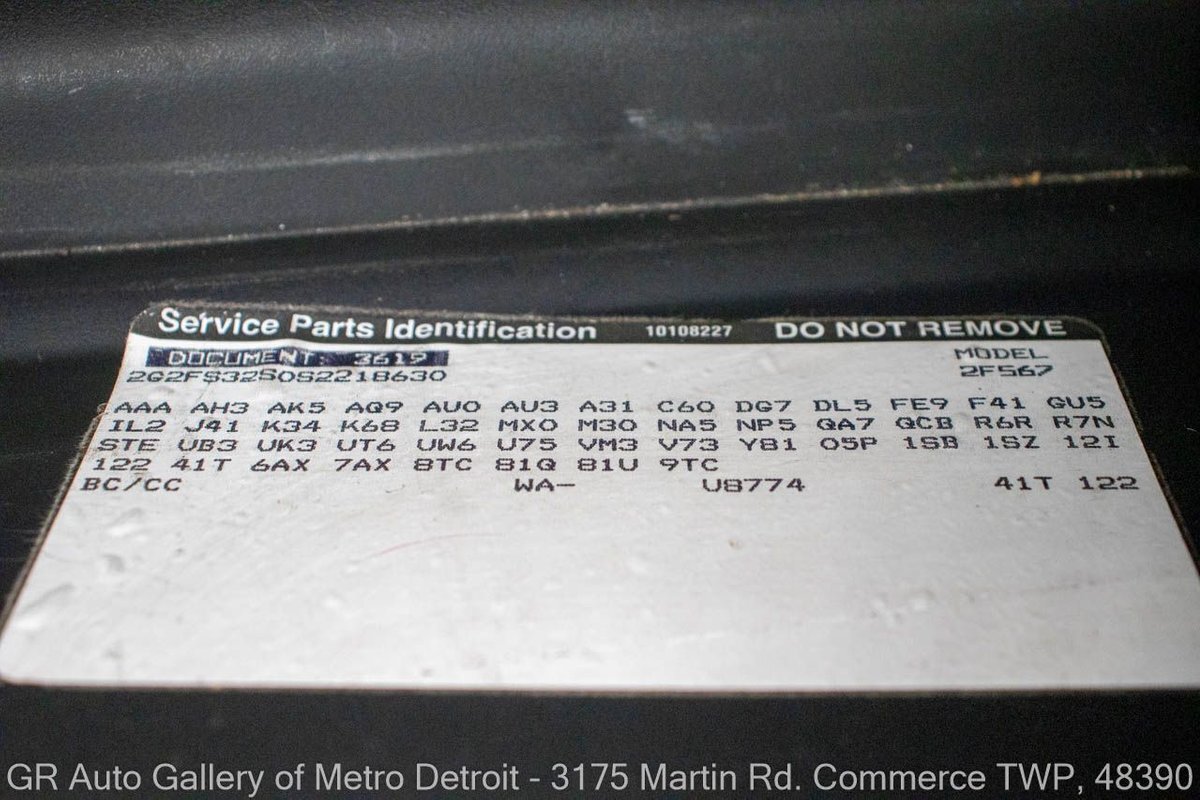 Service Parts Identification 10108227 DO NOT REMOVE
DOCUMENT: 3619 MODEL
2G2FS32S0S2218630 2FS67
AAA AH3 AK5 AQ9 AU0 AU3 A31 C60 DG7 DL5 FE9 F41 GU5
IL2 J41 K34 K68 L32 MX0 M30 NA5 NP5 QA7 QCB R6R R7N
STE UB3 UK3 UT6 UW6 U75 VM3 V73 Y81 05P 1SB 1SZ 12I
122 41T 6AX 7AX 8TC 81Q 81U 9TC
BC/CC WA- U8774 41T 122
GR Auto Gallery of Metro Detroit - 3175 Martin Rd. Commerce TWP, 48390